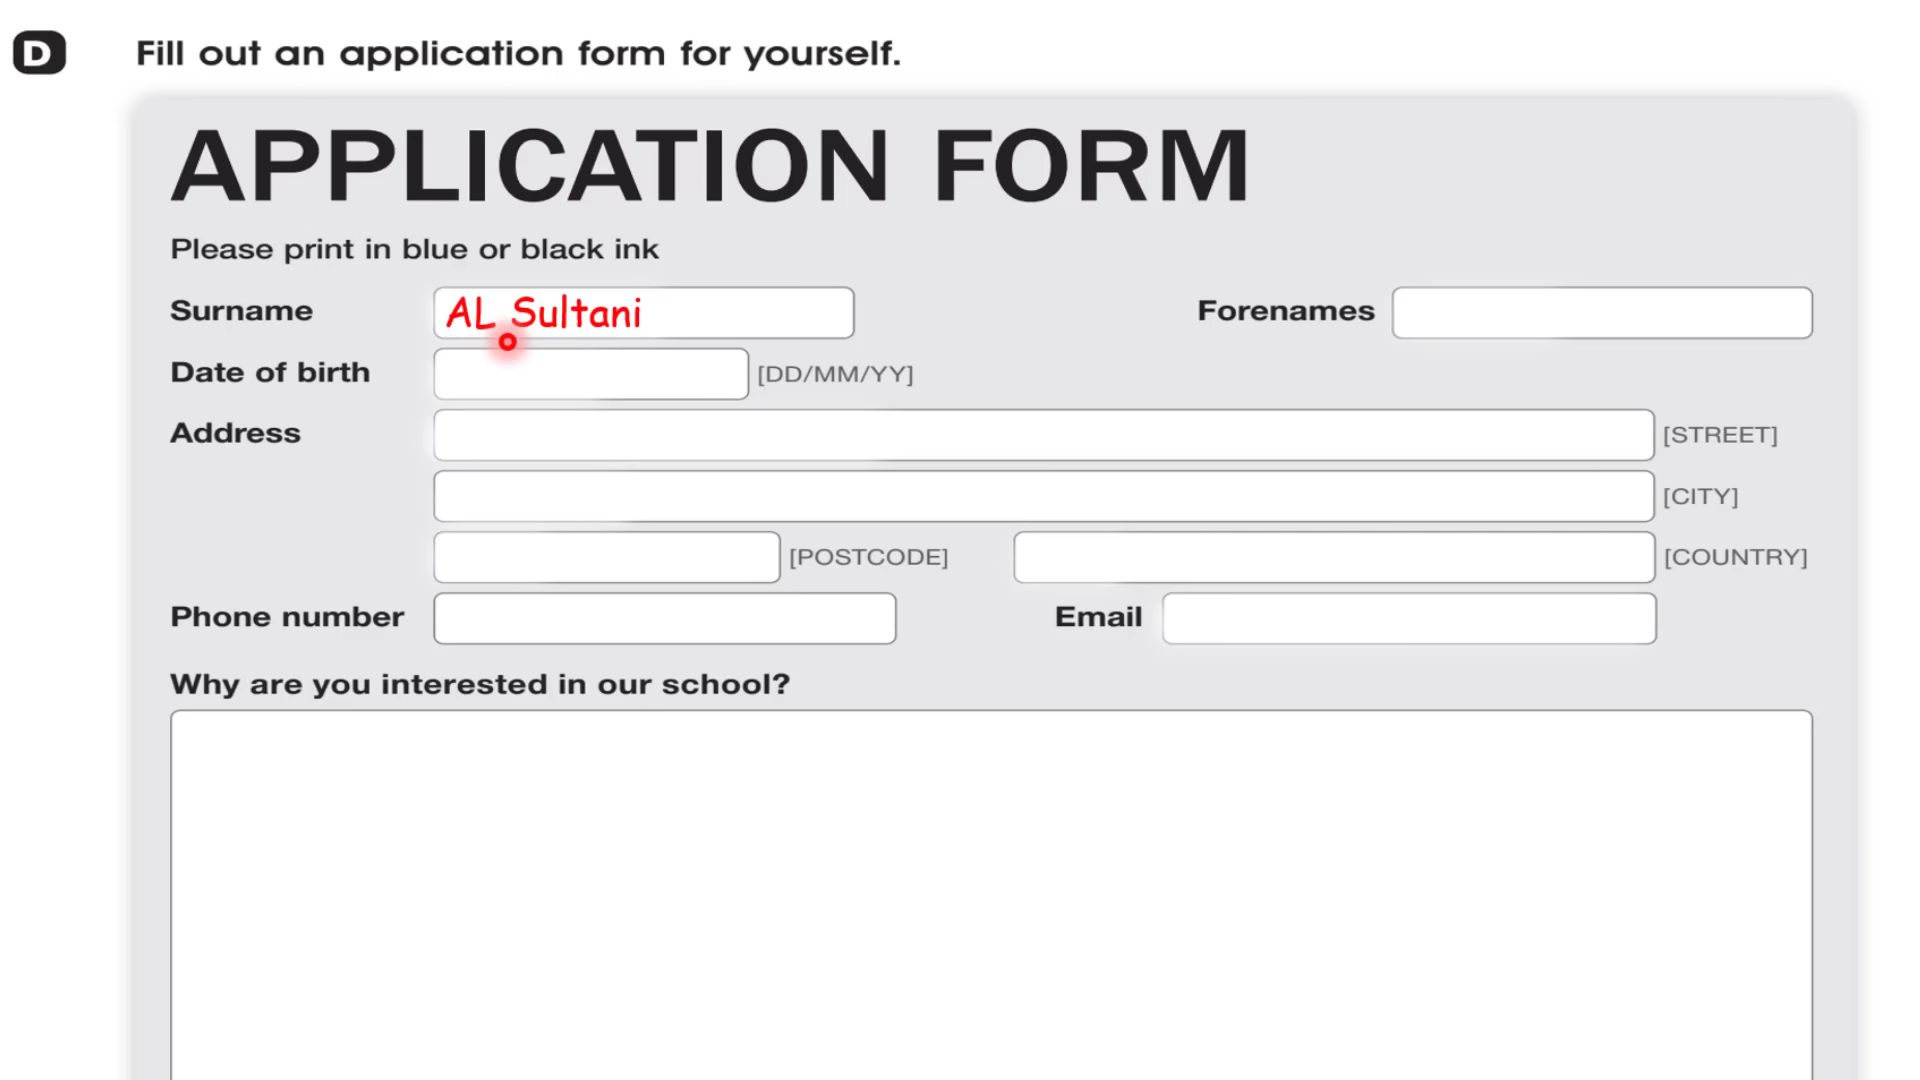 D Fill out an application form for yourself.
APPLICATION FORM
Please print in blue or black ink
Surname AL Sultani Forenames
Date of birth [DD/MM/YY]
Address [STREET]
[CITY]
[POSTCODE] [COUNTRY]
Phone number Email
Why are you interested in our school?